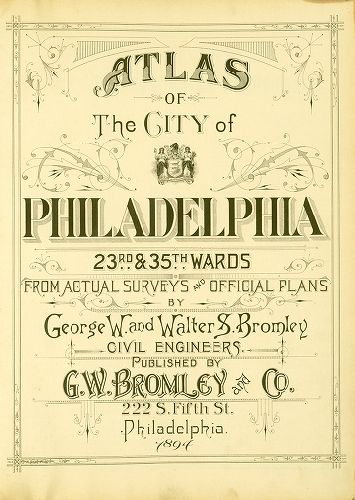 ATLAS
OF
The CITY of
PHILADELPHIA
23RD & 35TH WARDS
FROM ACTUAL SURVEYS AND OFFICIAL PLANS
BY
George W. and Walter S. Bromley
CIVIL ENGINEERS.
PUBLISHED BY
G.W. BROMLEY and Co.
222 S. Fifth St.
Philadelphia.
1894